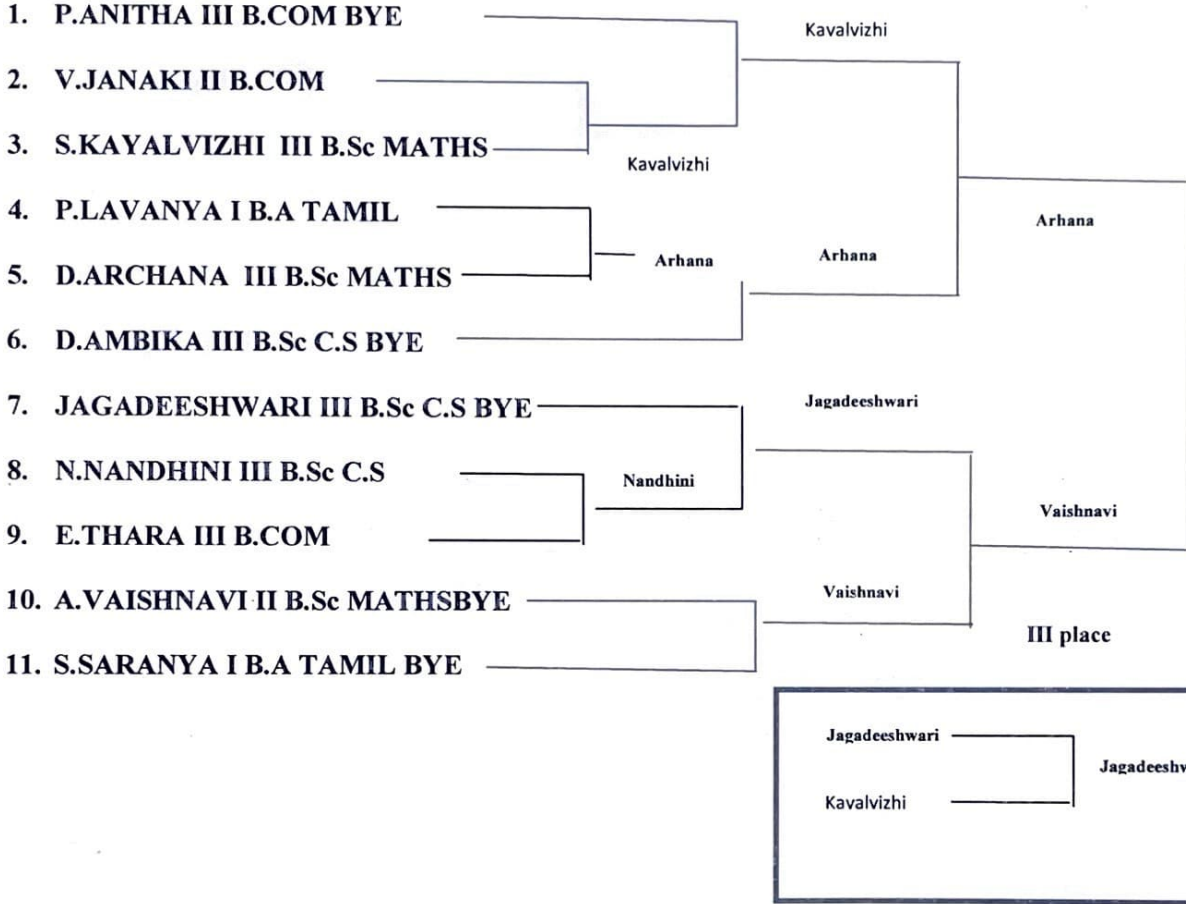 1. P.ANITHA III B.COM BYE
Kavalvizhi
2. V.JANAKI II B.COM
3. S.KAYALVIZHI III B.Sc MATHS
Kavalvizhi
4. P.LAVANYA I B.A TAMIL
Arhana
5. D.ARCHANA III B.Sc MATHS
Arhana
Arhana
6. D.AMBIKA III B.Sc C.S BYE
7. JAGADEESHWARI III B.Sc C.S BYE
Jagadeeshwari
8. N.NANDHINI III B.Sc C.S
Nandhini
9. E.THARA III B.COM
Vaishnavi
10. A.VAISHNAVI II B.Sc MATHSBYE
Vaishnavi
III place
11. S.SARANYA I B.A TAMIL BYE
Jagadeeshwari
Jagadeeshw
Kavalvizhi